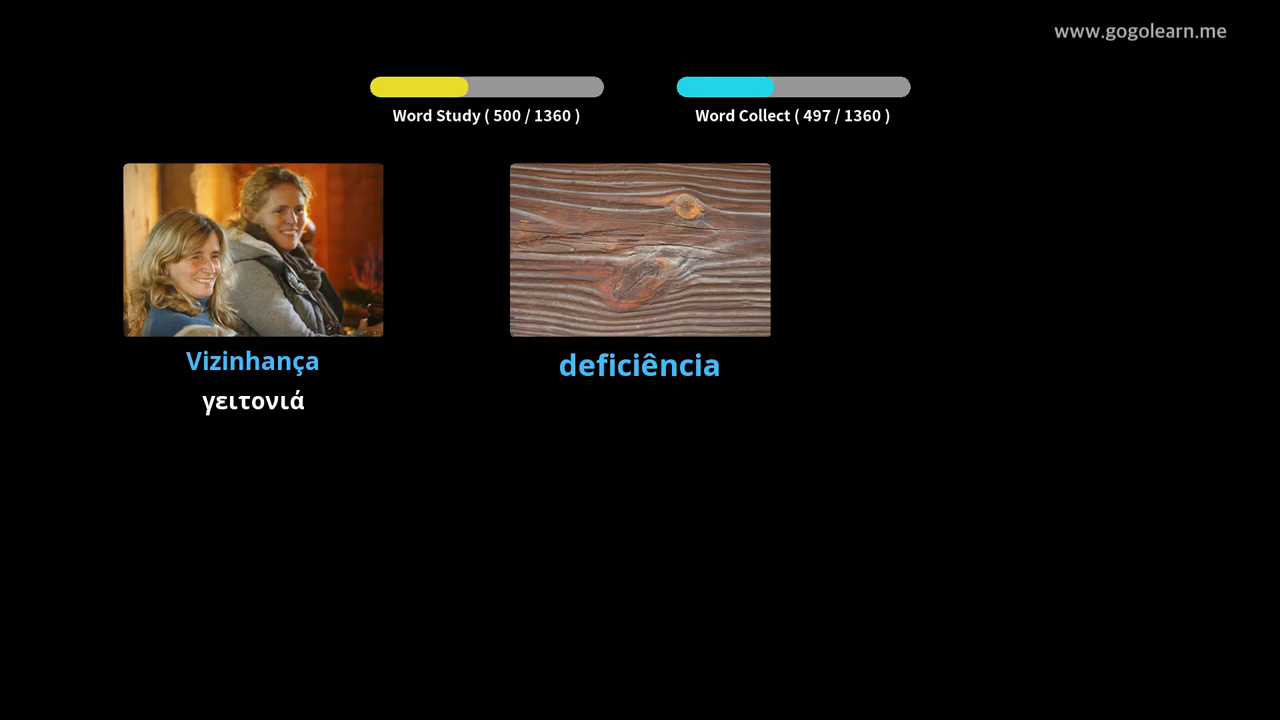 www.gogolearn.me
Word Study ( 500 / 1360 )
Word Collect ( 497 / 1360 )
Vizinhança
γειτονιά
deficiência